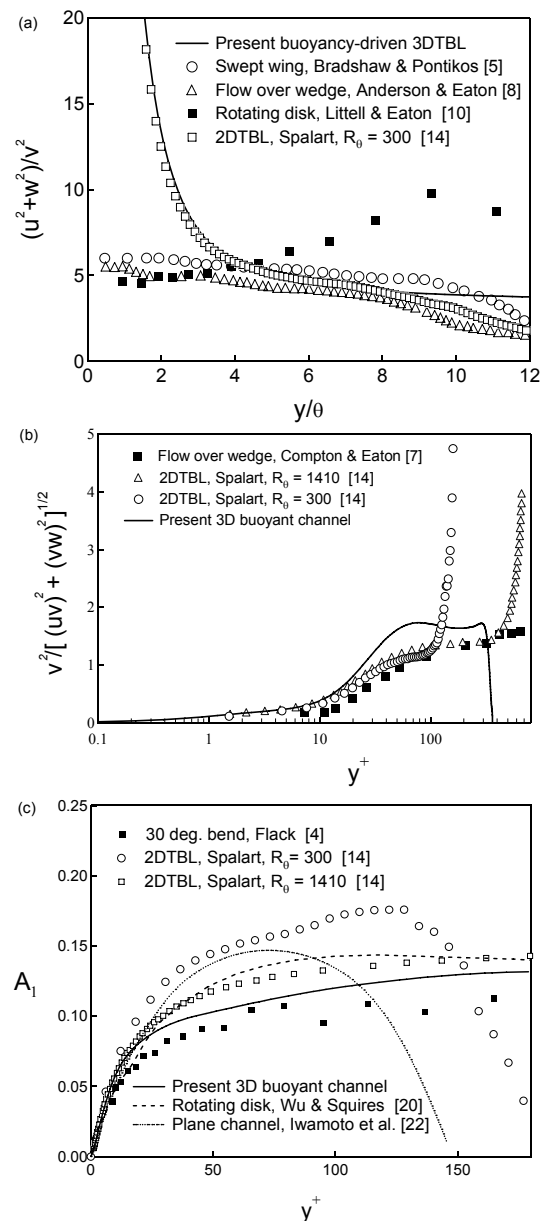 (a)
20
15
10
5
0
(u²+w²)/v²
Present buoyancy-driven 3DTBL
Swept wing, Bradshaw & Pontikos [5]
Flow over wedge, Anderson & Eaton [8]
Rotating disk, Littell & Eaton [10]
2DTBL, Spalart, Rθ = 300 [14]
0 2 4 6 8 10 12
y/θ
(b)
5
4
3
2
1
0
v²/[ (uv)² + (vw)² ]^1/2
Flow over wedge, Compton & Eaton [7]
2DTBL, Spalart, Rθ = 1410 [14]
2DTBL, Spalart, Rθ = 300 [14]
Present 3D buoyant channel
0.1 1 10 100
y⁺
(c)
0.25
0.20
0.15
0.10
0.05
0.00
A₁
30 deg. bend, Flack [4]
2DTBL, Spalart, Rθ= 300 [14]
2DTBL, Spalart, Rθ = 1410 [14]
Present 3D buoyant channel
Rotating disk, Wu & Squires [20]
Plane channel, Iwamoto et al. [22]
0 50 100 150
y⁺